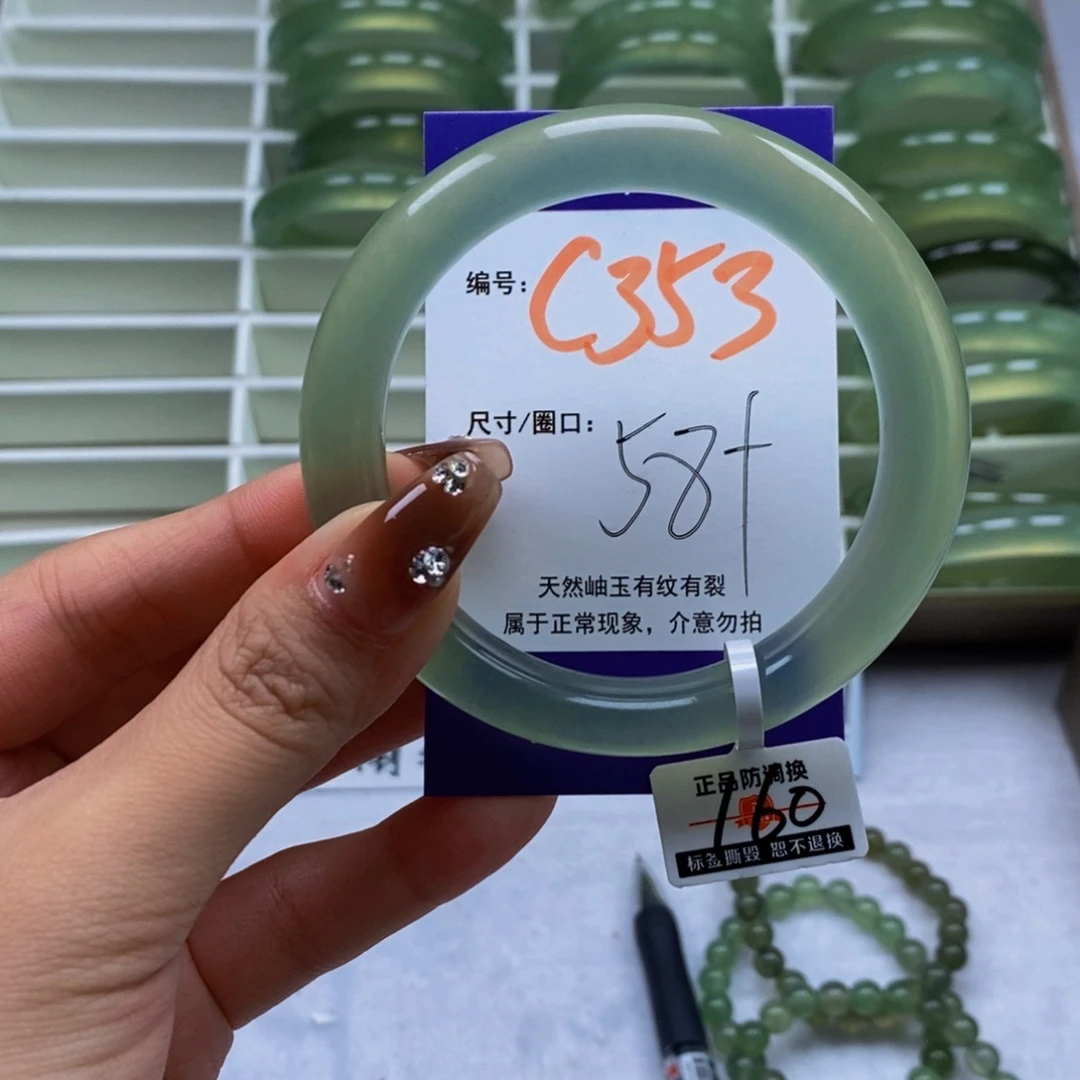 编号：C353
尺寸/圈口：58+
天然岫玉有纹有裂
属于正常现象，介意勿拍
正品防调换
160
标签撕毁 恕不退换